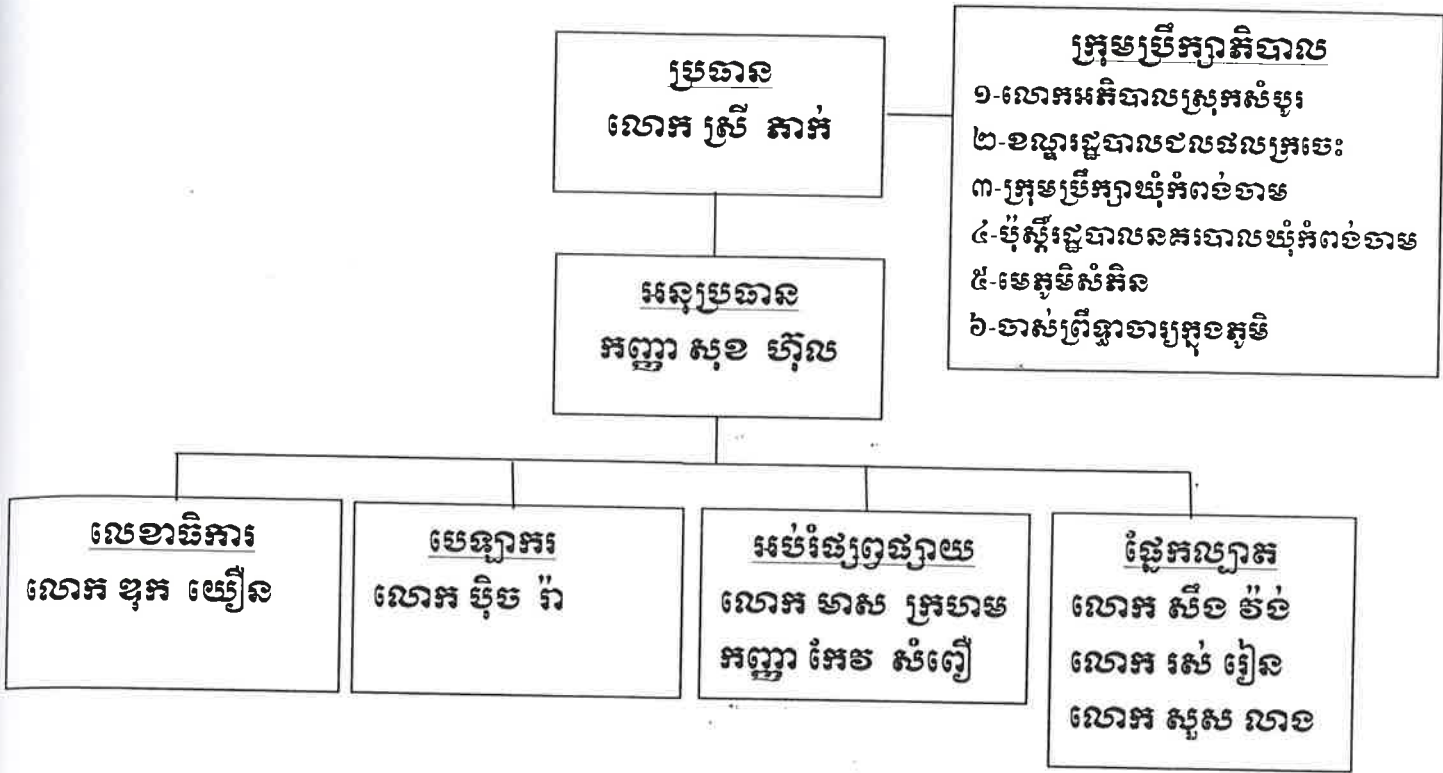 ប្រធាន
លោក ស្រី តាក់
ក្រុមប្រឹក្សាភិបាល
១-លោកអភិបាលស្រុកសំបូរ
២-ខណ្ឌរដ្ឋបាលជលផលក្រចេះ
៣-ក្រុមប្រឹក្សាឃុំកំពង់ចាម
៤-ប៉ុស្តិ៍រដ្ឋបាលនគរបាលឃុំកំពង់ចាម
៥-មេភូមិសំភិន
៦-ចាស់ព្រឹទ្ធាចារ្យក្នុងភូមិ
អនុប្រធាន
កញ្ញា សុខ ហ៊ុល
លេខាធិការ
លោក ឌុក យឿន
បេឡាករ
លោក ប៉ិច រ៉ា
អប់រំផ្សព្វផ្សាយ
លោក មាស ក្រហម
កញ្ញា កែវ សំពឿ
ផ្នែកល្បាត
លោក សឹង វ៉ង់
លោក រស់ រៀន
លោក សួស លាង